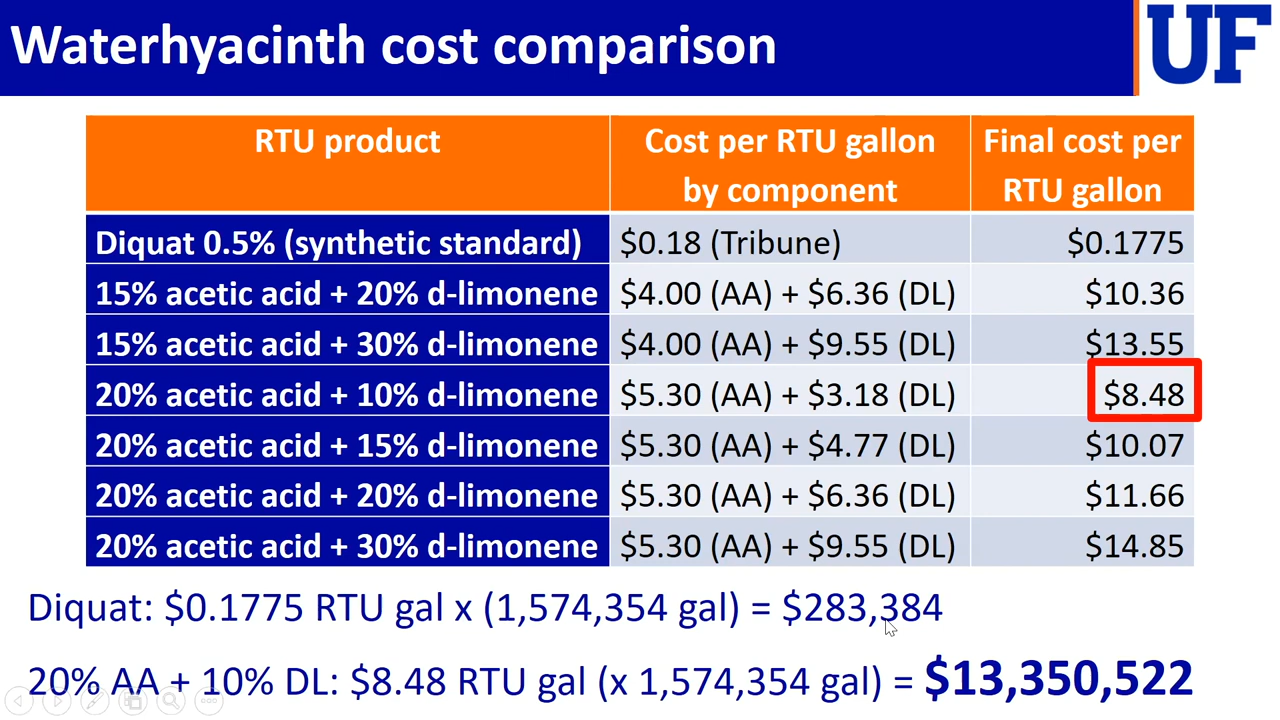 Waterhyacinth cost comparison
UF
RTU product
Cost per RTU gallon
by component
Final cost per
RTU gallon
Diquat 0.5% (synthetic standard)
$0.18 (Tribune)
$0.1775
15% acetic acid + 20% d-limonene
$4.00 (AA) + $6.36 (DL)
$10.36
15% acetic acid + 30% d-limonene
$4.00 (AA) + $9.55 (DL)
$13.55
20% acetic acid + 10% d-limonene
$5.30 (AA) + $3.18 (DL)
$8.48
20% acetic acid + 15% d-limonene
$5.30 (AA) + $4.77 (DL)
$10.07
20% acetic acid + 20% d-limonene
$5.30 (AA) + $6.36 (DL)
$11.66
20% acetic acid + 30% d-limonene
$5.30 (AA) + $9.55 (DL)
$14.85
Diquat: $0.1775 RTU gal x (1,574,354 gal) = $283,384
20% AA + 10% DL: $8.48 RTU gal (x 1,574,354 gal) = $13,350,522